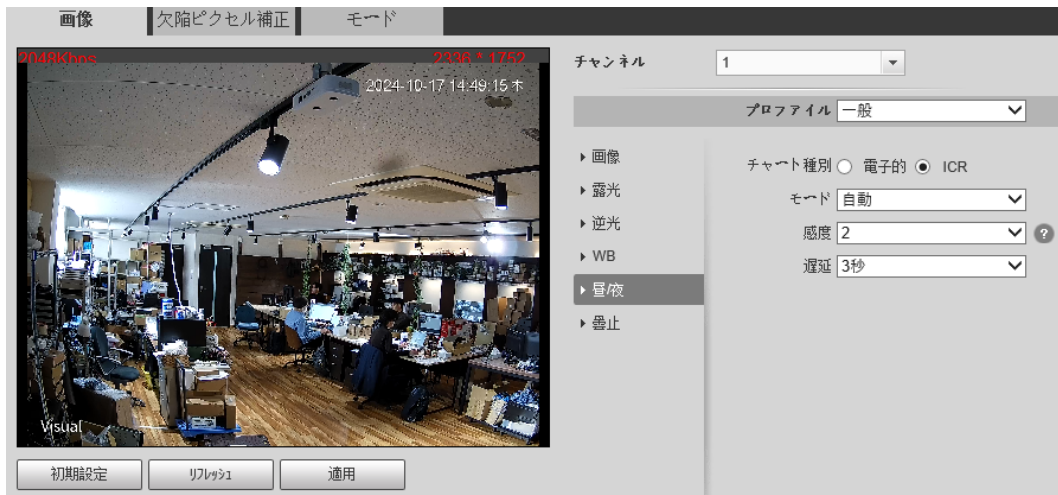 画像 欠陥ピクセル補正 モード
2048Kbps 2336 * 1752
2024-10-17 14:49:15 木
Visual
初期設定 リフレッシュ 適用
チャンネル 1
プロファイル 一般
画像
露光
逆光
WB
昼/夜
曇止
チャート種別 電子的 ICR
モード 自動
感度 2 ?
遅延 3秒